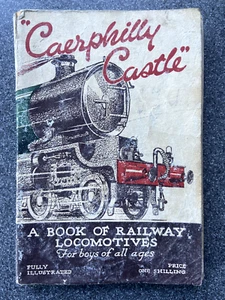 "Caerphilly
Castle"
A BOOK OF RAILWAY
LOCOMOTIVES
For boys of all ages
FULLY
ILLUSTRATED
PRICE
ONE SHILLING